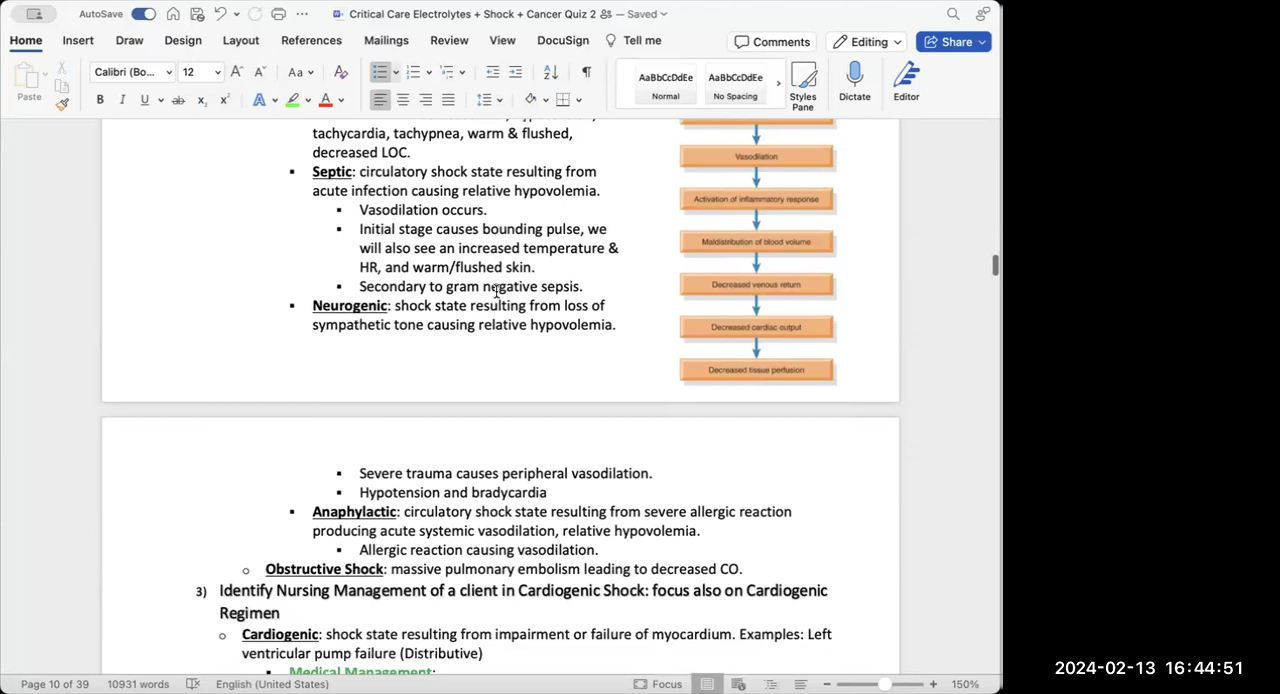 AutoSave
Critical Care Electrolytes + Shock + Cancer Quiz 2 — Saved
Home Insert Draw Design Layout References Mailings Review View DocuSign Tell me
Comments Editing Share
Paste
Calibri (Bo... 12
AaBbCcDdEe AaBbCcDdEe
Normal No Spacing
Styles Pane
Dictate
Editor
tachycardia, tachypnea, warm & flushed,
decreased LOC.
▪ Septic: circulatory shock state resulting from
acute infection causing relative hypovolemia.
▪ Vasodilation occurs.
▪ Initial stage causes bounding pulse, we
will also see an increased temperature &
HR, and warm/flushed skin.
▪ Secondary to gram negative sepsis.
▪ Neurogenic: shock state resulting from loss of
sympathetic tone causing relative hypovolemia.
Vasodilation
Activation of inflammatory response
Maldistribution of blood volume
Decreased venous return
Decreased cardiac output
Decreased tissue perfusion
▪ Severe trauma causes peripheral vasodilation.
▪ Hypotension and bradycardia
▪ Anaphylactic: circulatory shock state resulting from severe allergic reaction
producing acute systemic vasodilation, relative hypovolemia.
▪ Allergic reaction causing vasodilation.
o Obstructive Shock: massive pulmonary embolism leading to decreased CO.
3) Identify Nursing Management of a client in Cardiogenic Shock: focus also on Cardiogenic
Regimen
o Cardiogenic: shock state resulting from impairment or failure of myocardium. Examples: Left
ventricular pump failure (Distributive)
▪ Medical Management:
Page 10 of 39 10931 words English (United States) Focus 150%
2024-02-13 16:44:51